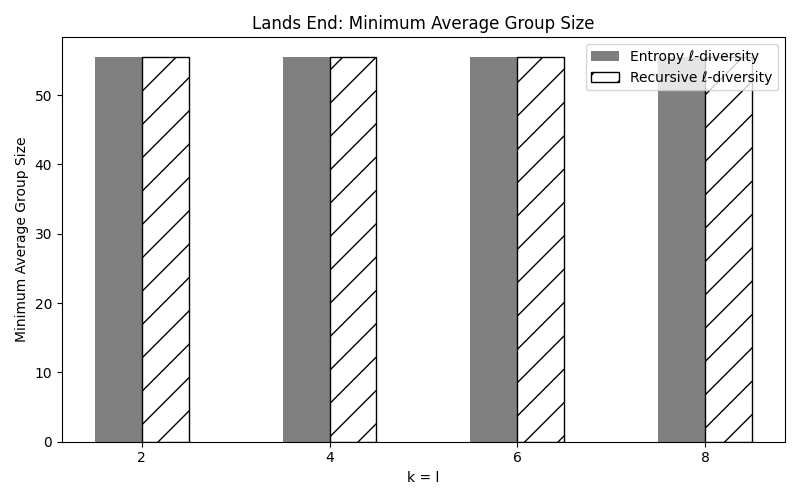 Lands End: Minimum Average Group Size
Entropy ℓ-diversity
Recursive ℓ-diversity
Minimum Average Group Size
50
40
30
20
10
0
2 4 6 8
k = l